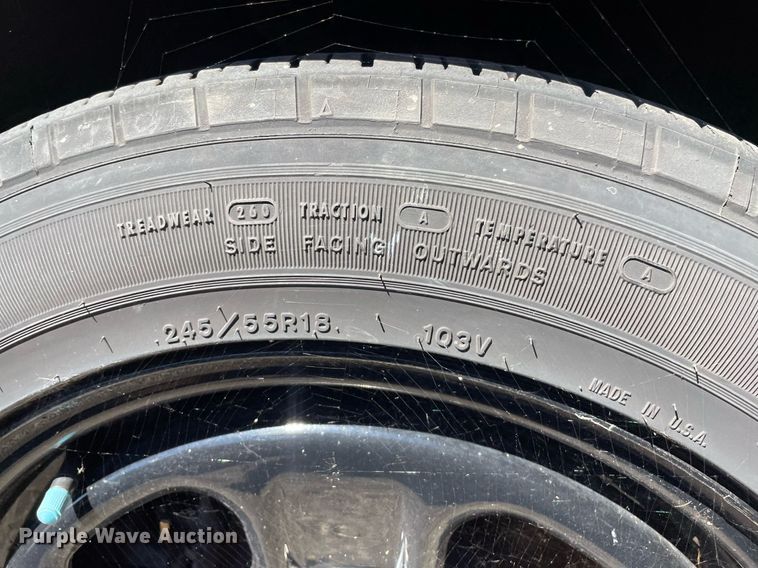 A
TREADWEAR 260 TRACTION A TEMPERATURE A
SIDE FACING OUTWARDS
245/55R18 103V
MADE IN U.S.A.
Purple Wave Auction